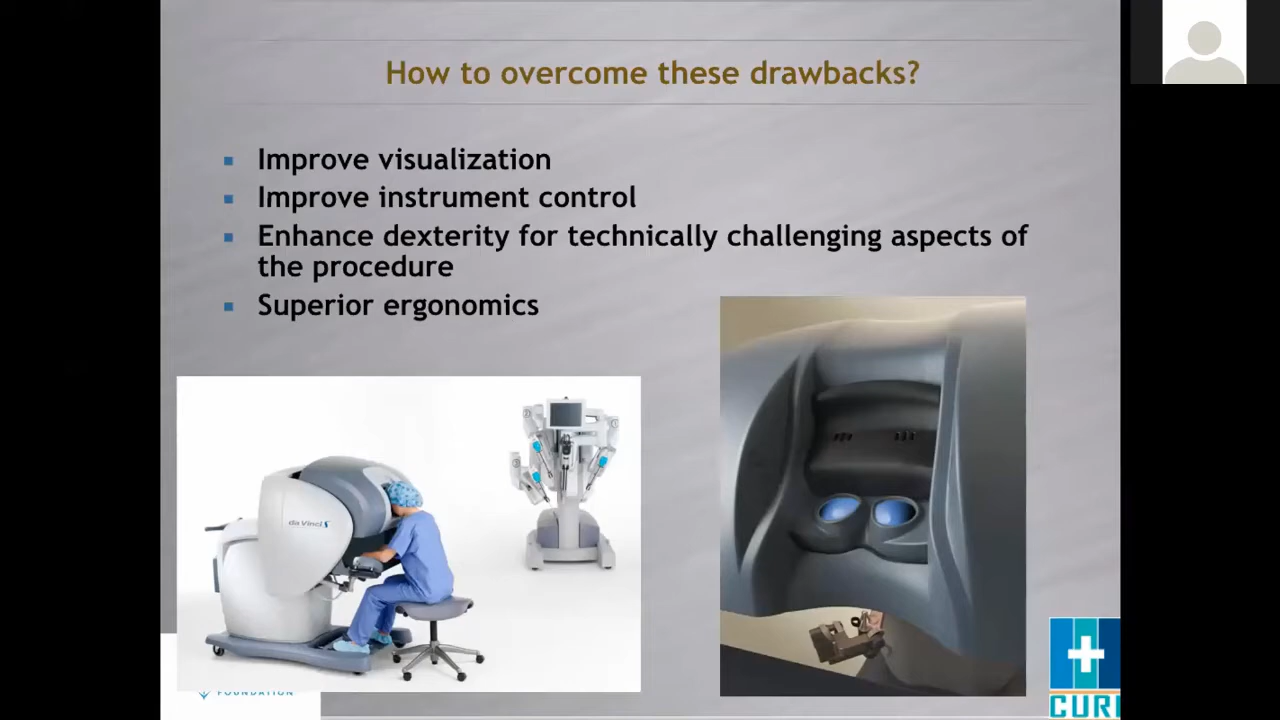 How to overcome these drawbacks?
Improve visualization
Improve instrument control
Enhance dexterity for technically challenging aspects of
the procedure
Superior ergonomics
da Vinci S
FOUNDATION
CURI